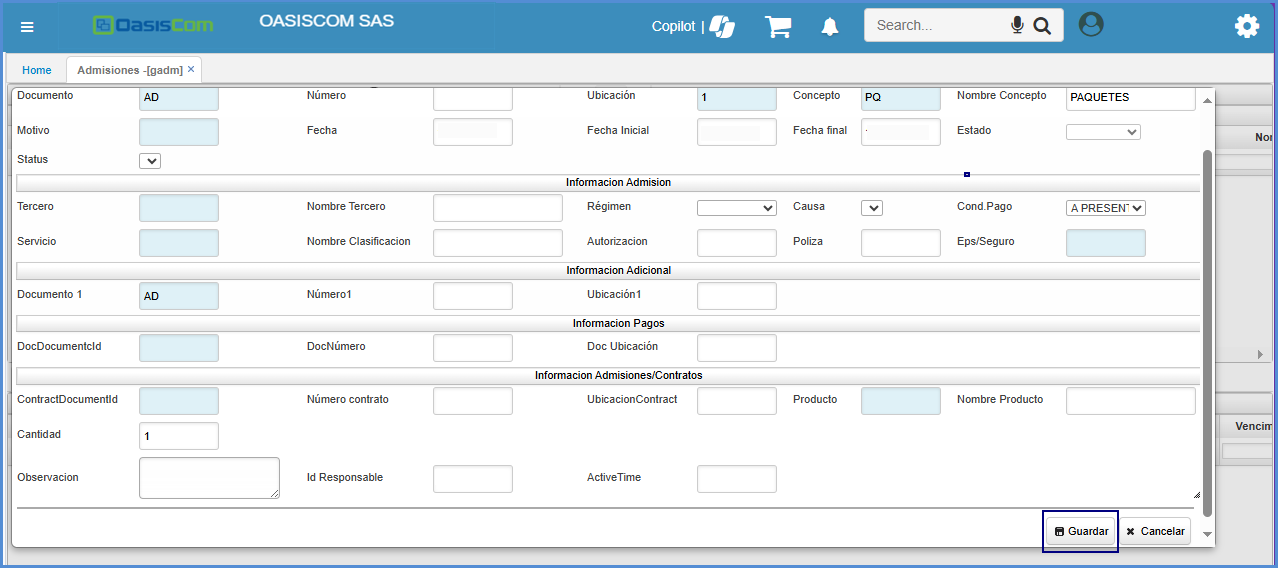 OasisCom OASISCOM SAS Copilot | Search...
Home Admisiones -[gadm] ×
Documento AD Número Ubicación 1 Concepto PQ Nombre Concepto PAQUETES
Motivo Fecha Fecha Inicial Fecha final Estado
Nor
Status
Informacion Admision
Tercero Nombre Tercero Régimen Causa Cond.Pago A PRESENT
Servicio Nombre Clasificacion Autorizacion Poliza Eps/Seguro
Informacion Adicional
Documento 1 AD Número1 Ubicación1
Informacion Pagos
DocDocumentcId DocNúmero Doc Ubicación
Informacion Admisiones/Contratos
ContractDocumentId Número contrato UbicacionContract Producto Nombre Producto
Vencim
Cantidad 1
Observacion Id Responsable ActiveTime
Guardar Cancelar